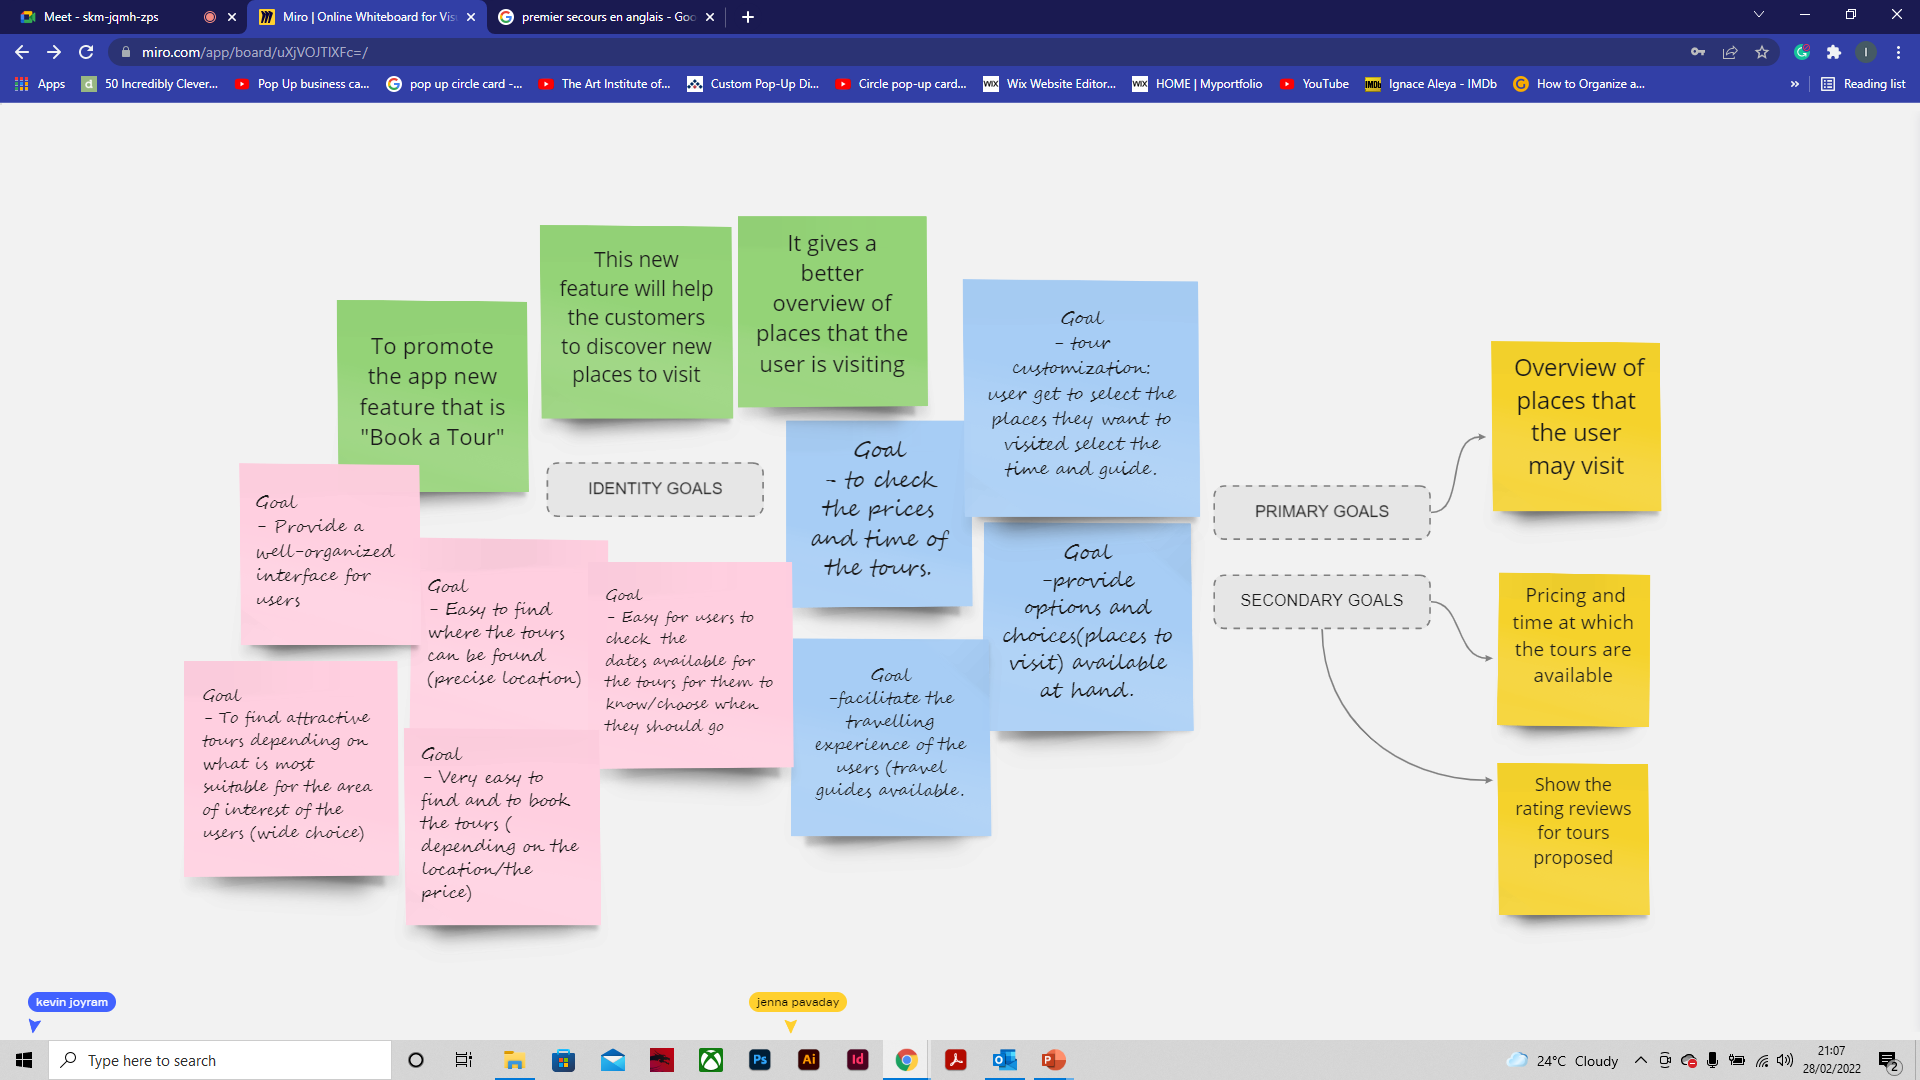 Meet - skm-jqmh-zps
Miro | Online Whiteboard for Vis
premier secours en anglais - Goo
miro.com/app/board/uXjVOJTlXFc=/
I
Apps
50 Incredibly Clever...
Pop Up business ca...
pop up circle card -...
The Art Institute of...
Custom Pop-Up Di...
Circle pop-up card...
Wix Website Editor...
HOME | Myportfolio
YouTube
Ignace Aleya - IMDb
How to Organize a...
»
Reading list
To promote
the app new
feature that is
"Book a Tour"
This new
feature will help
the customers
to discover new
places to visit
It gives a
better
overview of
places that the
user is visiting
Goal
- tour
customization:
user get to select the
places they want to
visited select the
time and guide.
Overview of
places that
the user
may visit
IDENTITY GOALS
Goal
- to check
the prices
and time of
the tours.
PRIMARY GOALS
Goal
- Provide a
well-organized
interface for
users
Goal
- Easy to find
where the tours
can be found
(precise location)
Goal
- Easy for users to
check the
dates available for
the tours for them to
know/choose when
they should go
Goal
-provide
options and
choices(places to
visit) available
at hand.
SECONDARY GOALS
Pricing and
time at which
the tours are
available
Goal
- To find attractive
tours depending on
what is most
suitable for the area
of interest of the
users (wide choice)
Goal
- Very easy to
find and to book
the tours (
depending on the
location/the
price)
Goal
-facilitate the
travelling
experience of the
users (travel
guides available.
Show the
rating reviews
for tours
proposed
kevin joyram
jenna pavaday
Type here to search
Ps
Ai
Id
24°C Cloudy
21:07
28/02/2022
2